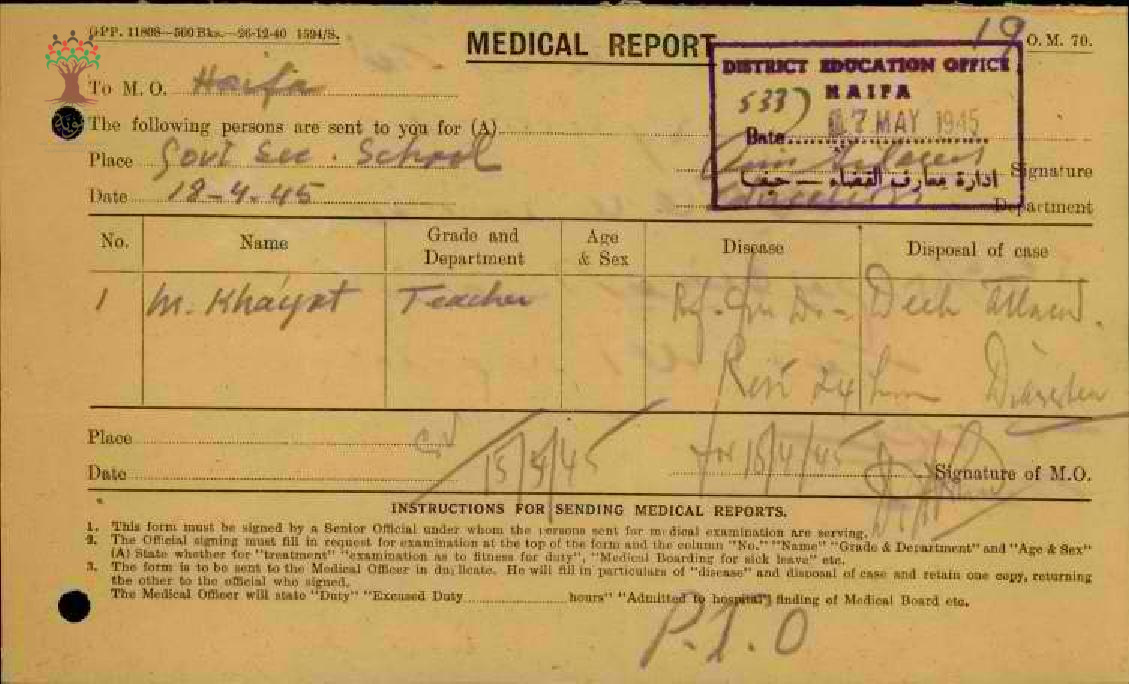 GPP. 11808—500 Bks.—26-12-40 1594/S.
MEDICAL REPORT
19
O. M. 70.
DISTRICT EDUCATION OFFICE
HAIFA
533
Date 17 MAY 1945
ادارة معارف القضاء — حيفا
To M. O. Haifa
The following persons are sent to you for (A)
Place Govt Sec. School
Signature
Date 18-4.45
Department
No. Name Grade and Department Age & Sex Disease Disposal of case
1 M. Khayat Teacher
Rest 24
Place
Date 15/5/45
for 18/4/45 Signature of M.O.
INSTRUCTIONS FOR SENDING MEDICAL REPORTS.
1. This form must be signed by a Senior Official under whom the persons sent for medical examination are serving.
2. The Official signing must fill in request for examination at the top of the form and the column "No." "Name" "Grade & Department" and "Age & Sex"
(A) State whether for "treatment" "examination as to fitness for duty", "Medical Boarding for sick leave" etc.
3. The form is to be sent to the Medical Officer in duplicate. He will fill in particulars of "disease" and disposal of case and retain one copy, returning
the other to the official who signed.
The Medical Officer will state "Duty" "Excused Duty hours" "Admitted to hospital", finding of Medical Board etc.
P.T.O